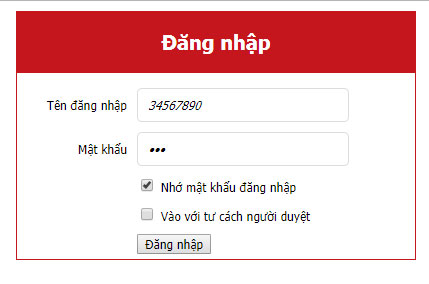 Đăng nhập
Tên đăng nhập 34567890
Mật khẩu •••
Nhớ mật khẩu đăng nhập
Vào với tư cách người duyệt
Đăng nhập